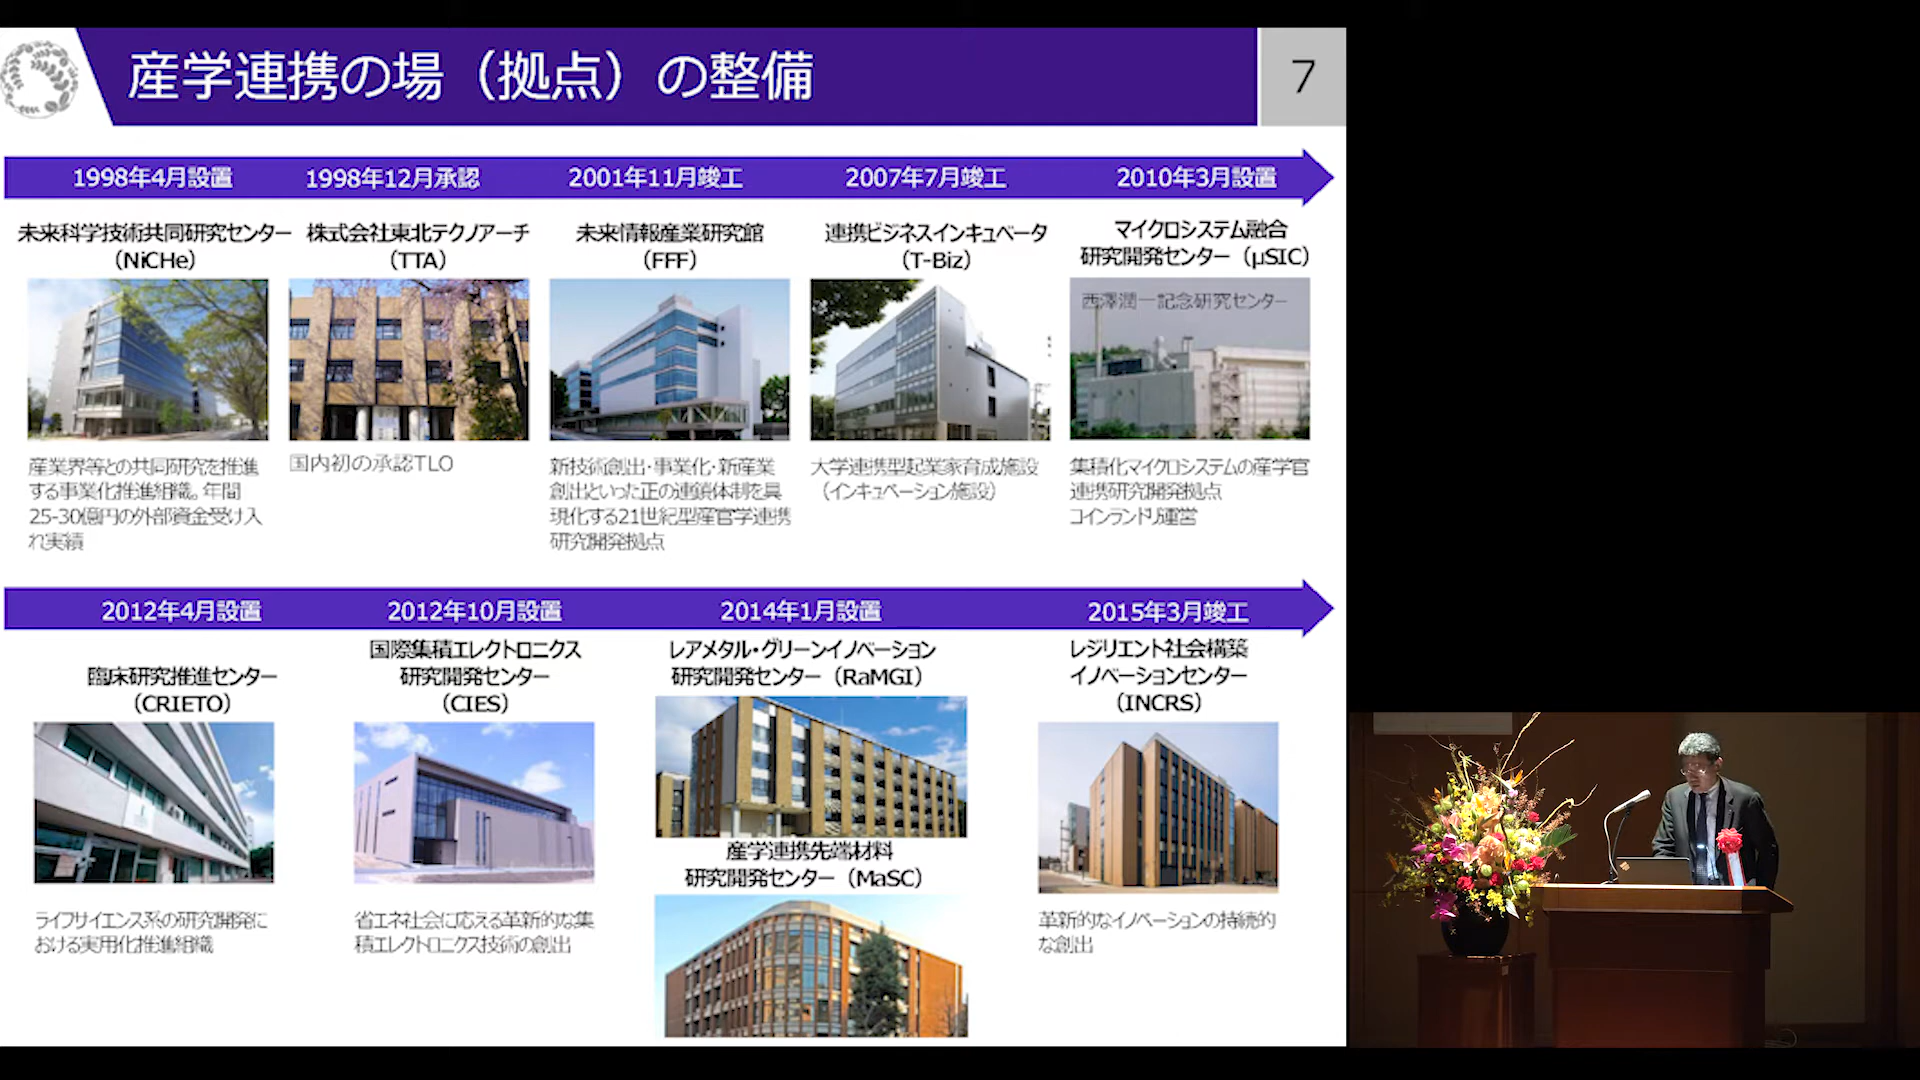 産学連携の場（拠点）の整備
7
1998年4月設置
1998年12月承認
2001年11月竣工
2007年7月竣工
2010年3月設置
未来科学技術共同研究センター
（NiCHe）
産業界等との共同研究を推進
する事業化推進組織。年間
25-30億円の外部資金受け入
れ実績
株式会社東北テクノアーチ
（TTA）
国内初の承認TLO
未来情報産業研究館
（FFF）
新技術創出・事業化・新産業
創出といった正の連鎖体制を具
現化する21世紀型産官学連携
研究開発拠点
連携ビジネスインキュベータ
（T-Biz）
大学連携型起業家育成施設
（インキュベーション施設）
マイクロシステム融合
研究開発センター（μSIC）
西澤潤一記念研究センター
集積化マイクロシステムの産学官
連携研究開発拠点
コインランドリ運営
2012年4月設置
2012年10月設置
2014年1月設置
2015年3月竣工
臨床研究推進センター
（CRIETO）
ライフサイエンス系の研究開発に
おける実用化推進組織
国際集積エレクトロニクス
研究開発センター
（CIES）
省エネ社会に応える革新的な集
積エレクトロニクス技術の創出
レアメタル・グリーンイノベーション
研究開発センター（RaMGI）
産学連携先端材料
研究開発センター（MaSC）
レジリエント社会構築
イノベーションセンター
（INCRS）
革新的なイノベーションの持続的
な創出